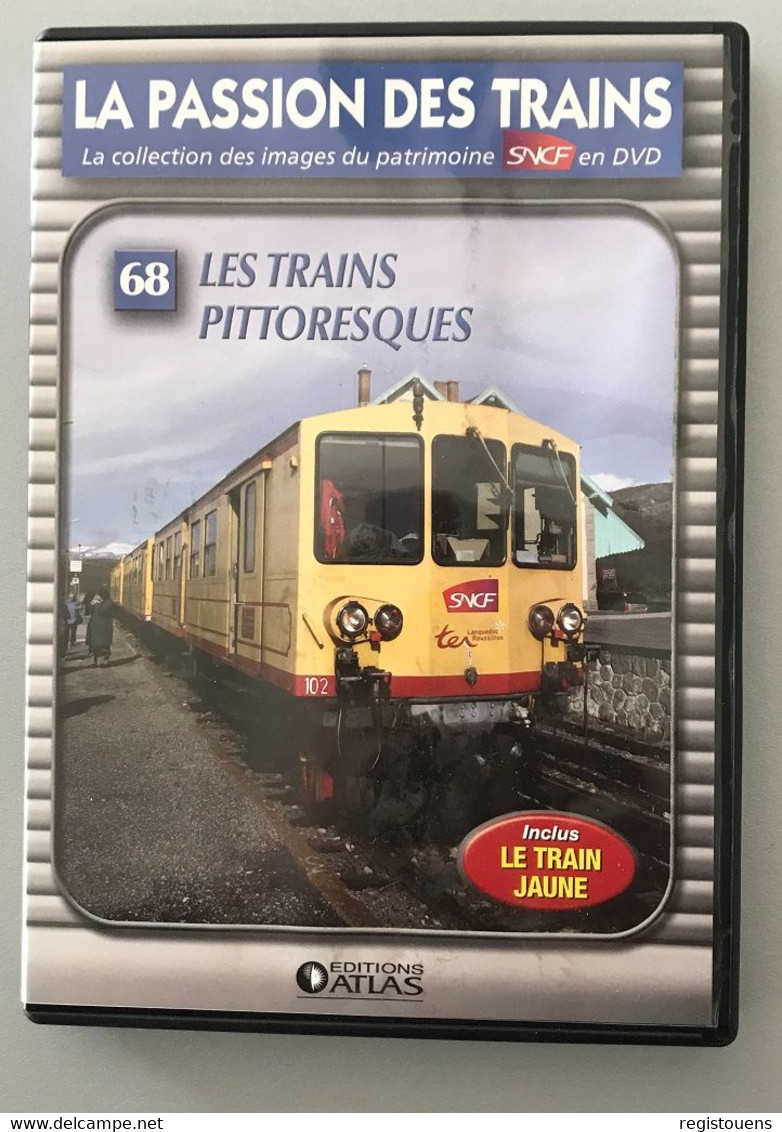 LA PASSION DES TRAINS
La collection des images du patrimoine SNCF en DVD
68
LES TRAINS
PITTORESQUES
SNCF
ter Languedoc
Roussillon
102
Inclus
LE TRAIN
JAUNE
EDITIONS
ATLAS
www.delcampe.net
registouens